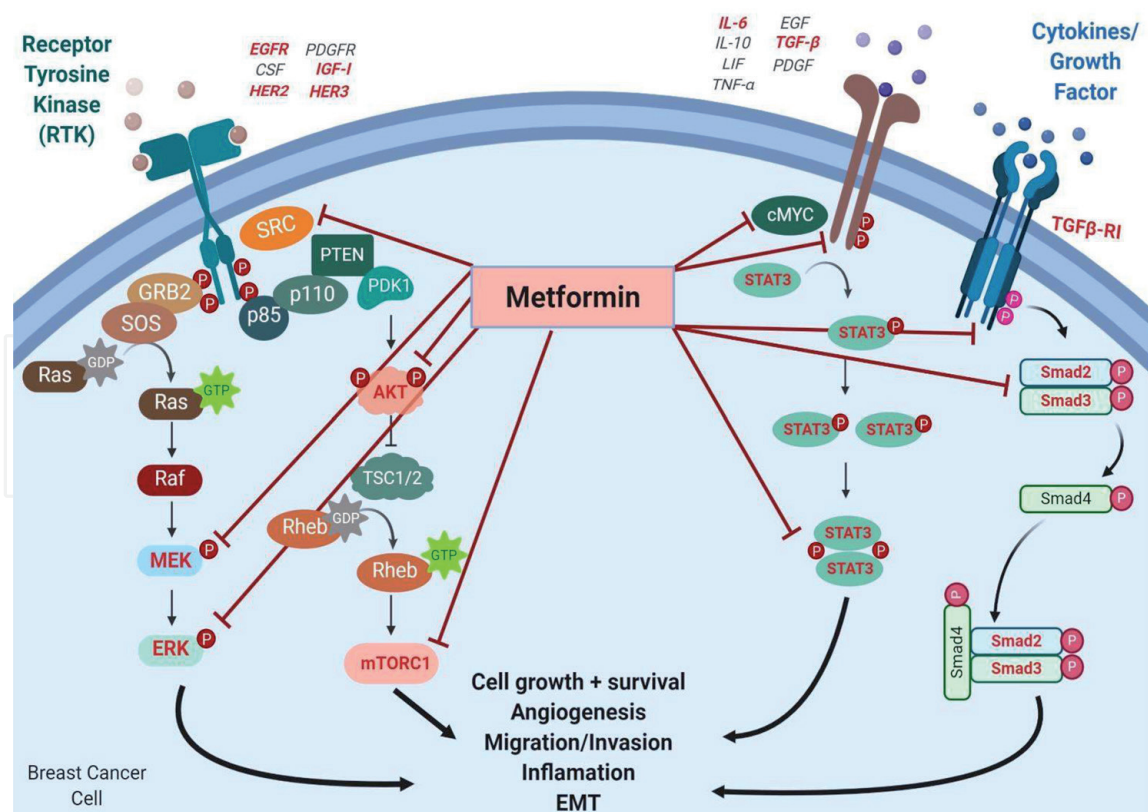 Receptor
Tyrosine
Kinase
(RTK)
EGFR PDGFR
CSF IGF-I
HER2 HER3
IL-6 EGF
IL-10 TGF-β
LIF PDGF
TNF-α
Cytokines/
Growth
Factor
SRC
PTEN
PDK1
p110
p85
GRB2
SOS
P
P
P
P
Ras
GDP
Ras
GTP
Raf
MEK
P
ERK
P
P
AKT
P
TSC1/2
Rheb
GDP
Rheb
GTP
mTORC1
Metformin
cMYC
P
P
STAT3
STAT3
P
STAT3
P
STAT3
P
STAT3
P
P
STAT3
TGFβ-RI
P
P
Smad2
P
Smad3
P
Smad4
P
P
Smad4
Smad2
P
Smad3
P
Cell growth + survival
Angiogenesis
Migration/Invasion
Inflamation
EMT
Breast Cancer
Cell